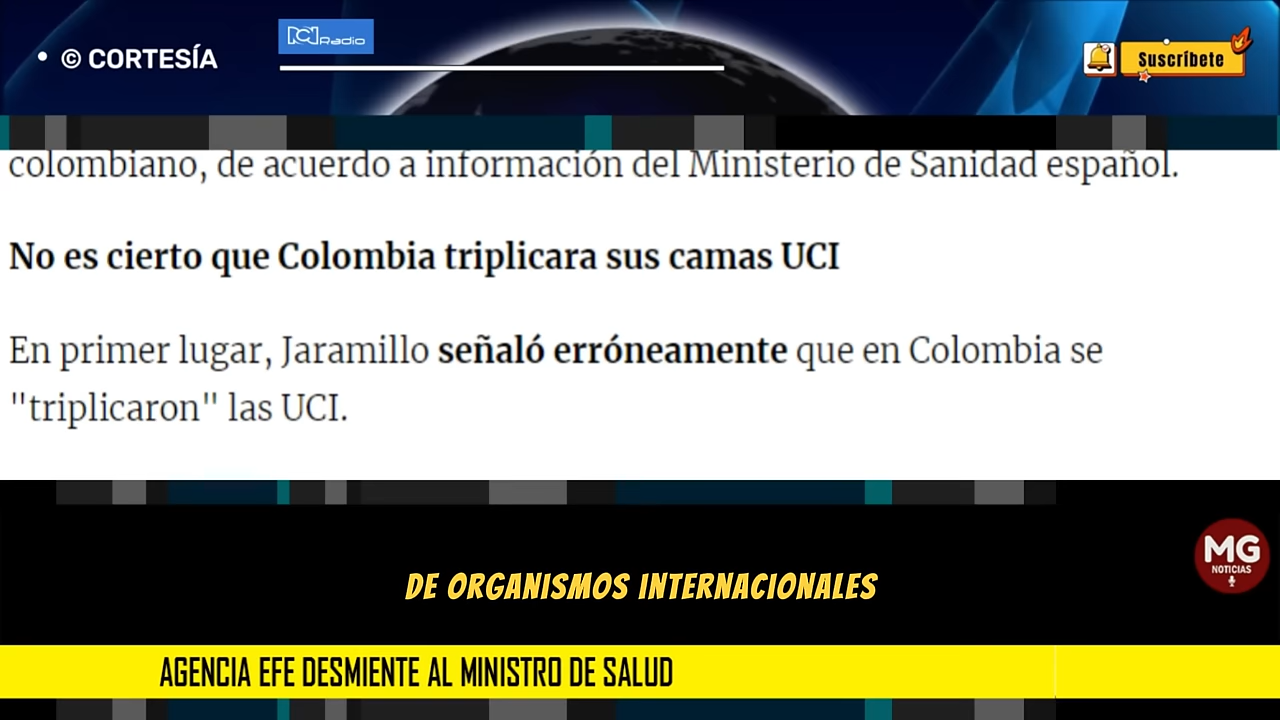 • © CORTESÍA
RCN Radio
Suscríbete
colombiano, de acuerdo a información del Ministerio de Sanidad español.
No es cierto que Colombia triplicara sus camas UCI
En primer lugar, Jaramillo señaló erróneamente que en Colombia se
"triplicaron" las UCI.
MG
NOTICIAS
DE ORGANISMOS INTERNACIONALES
AGENCIA EFE DESMIENTE AL MINISTRO DE SALUD